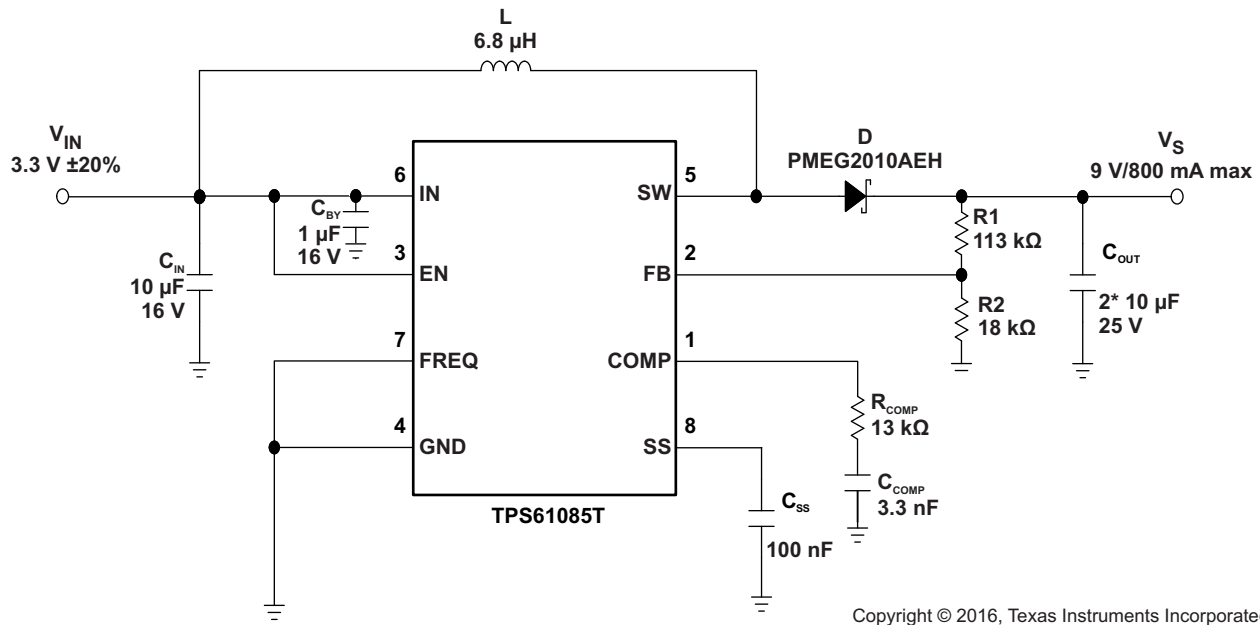 L
6.8 µH
V_IN
3.3 V ±20%
D
PMEG2010AEH
V_S
9 V/800 mA max
6
IN
SW
5
C_BY
1 µF
16 V
R1
113 kΩ
C_IN
10 µF
16 V
3
EN
FB
2
C_OUT
2* 10 µF
25 V
R2
18 kΩ
7
FREQ
COMP
1
R_COMP
13 kΩ
4
GND
SS
8
C_COMP
3.3 nF
C_SS
100 nF
TPS61085T
Copyright © 2016, Texas Instruments Incorporate